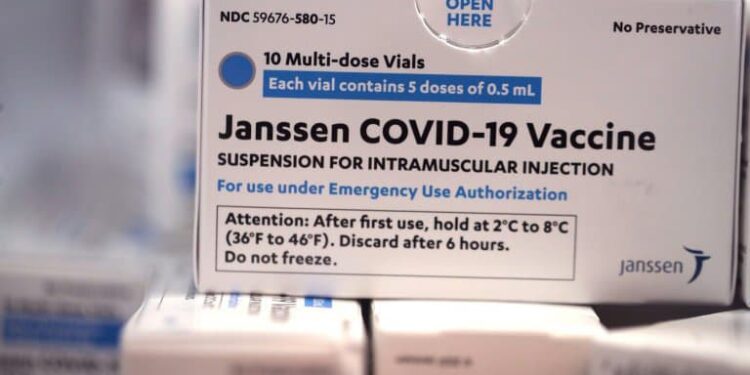 OPEN
HERE
NDC 59676-580-15
No Preservative
10 Multi-dose Vials
Each vial contains 5 doses of 0.5 mL
Janssen COVID-19 Vaccine
SUSPENSION FOR INTRAMUSCULAR INJECTION
For use under Emergency Use Authorization
Attention: After first use, hold at 2°C to 8°C
(36°F to 46°F). Discard after 6 hours.
Do not freeze.
janssen